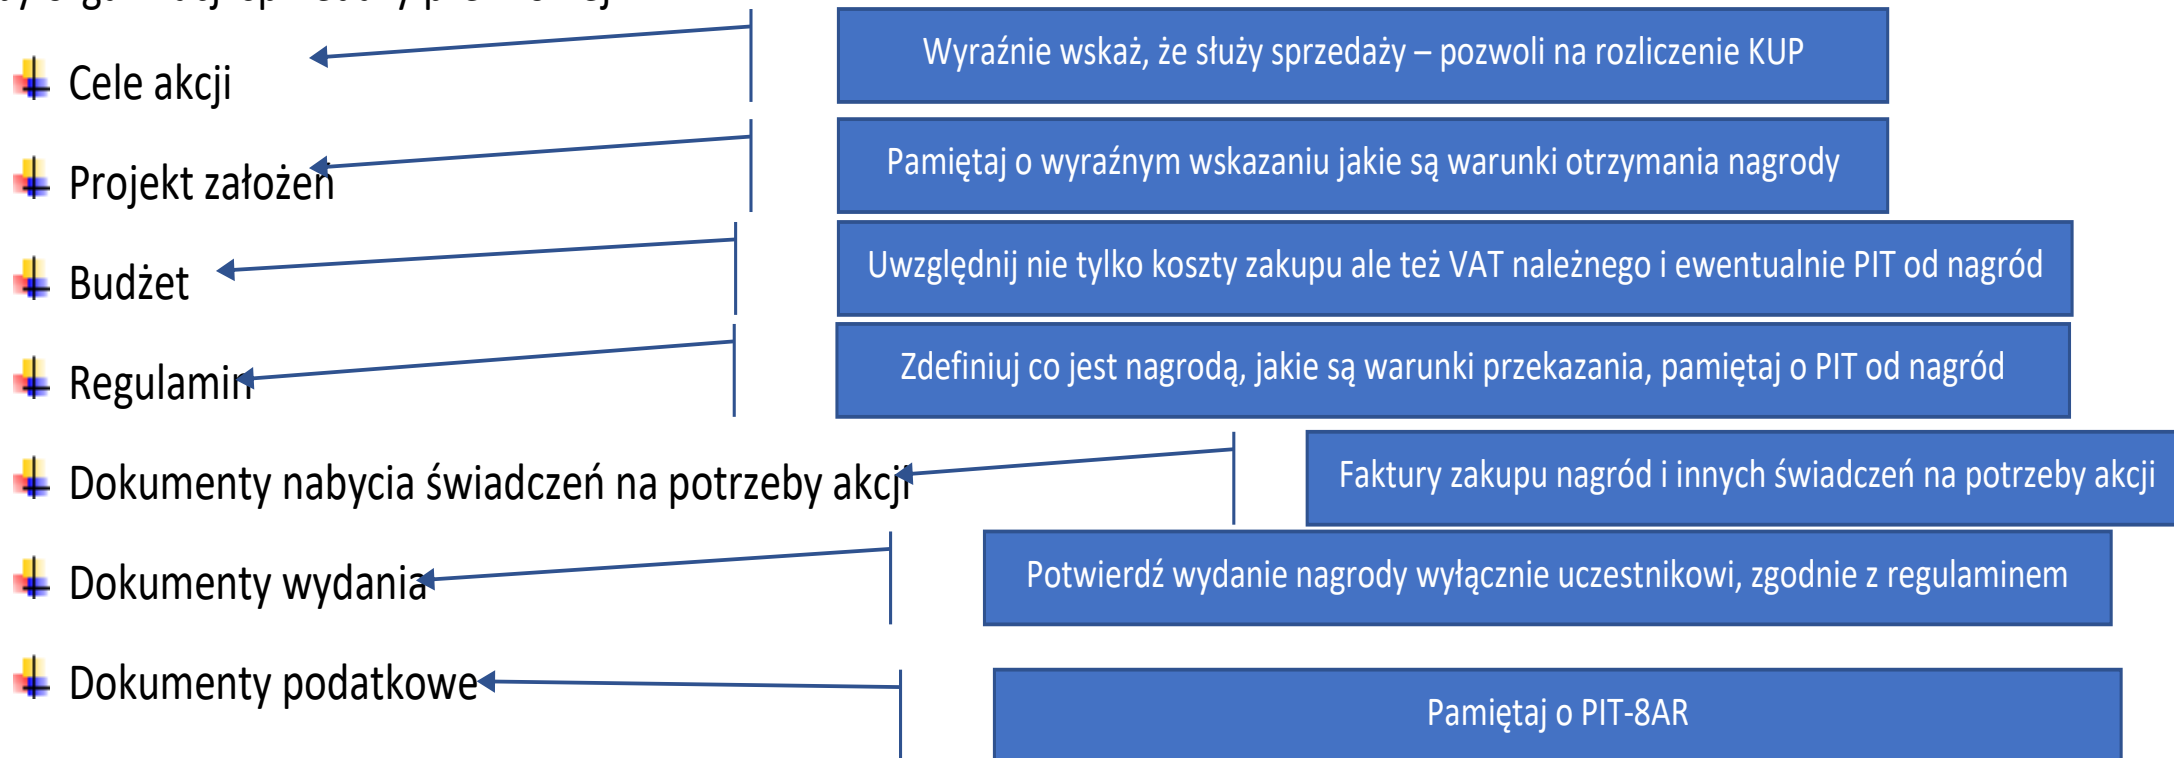 Cele akcji
Wyraźnie wskaż, że służy sprzedaży – pozwoli na rozliczenie KUP
Projekt założeń
Pamiętaj o wyraźnym wskazaniu jakie są warunki otrzymania nagrody
Budżet
Uwzględnij nie tylko koszty zakupu ale też VAT należnego i ewentualnie PIT od nagród
Regulamin
Zdefiniuj co jest nagrodą, jakie są warunki przekazania, pamiętaj o PIT od nagród
Dokumenty nabycia świadczeń na potrzeby akcji
Faktury zakupu nagród i innych świadczeń na potrzeby akcji
Dokumenty wydania
Potwierdź wydanie nagrody wyłącznie uczestnikowi, zgodnie z regulaminem
Dokumenty podatkowe
Pamiętaj o PIT-8AR